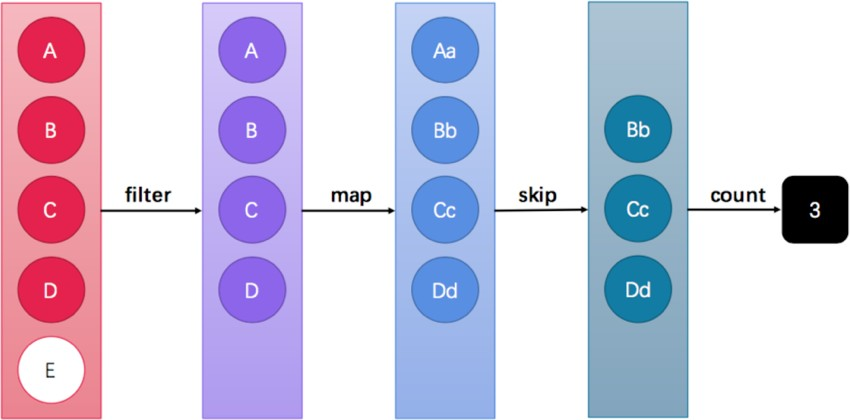 A
B
C
D
E
filter
A
B
C
D
map
Aa
Bb
Cc
Dd
skip
Bb
Cc
Dd
count
3